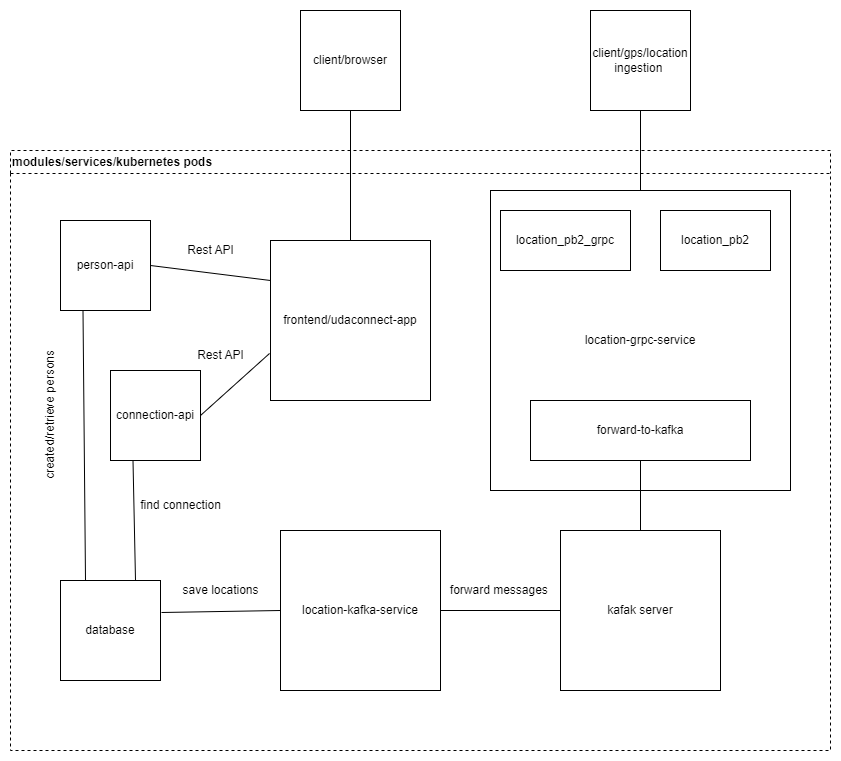 client/browser
client/gps/location
ingestion
modules/services/kubernetes pods
person-api
Rest API
frontend/udaconnect-app
location_pb2_grpc
location_pb2
location-grpc-service
Rest API
connection-api
created/retrieve persons
forward-to-kafka
find connection
database
save locations
location-kafka-service
forward messages
kafak server